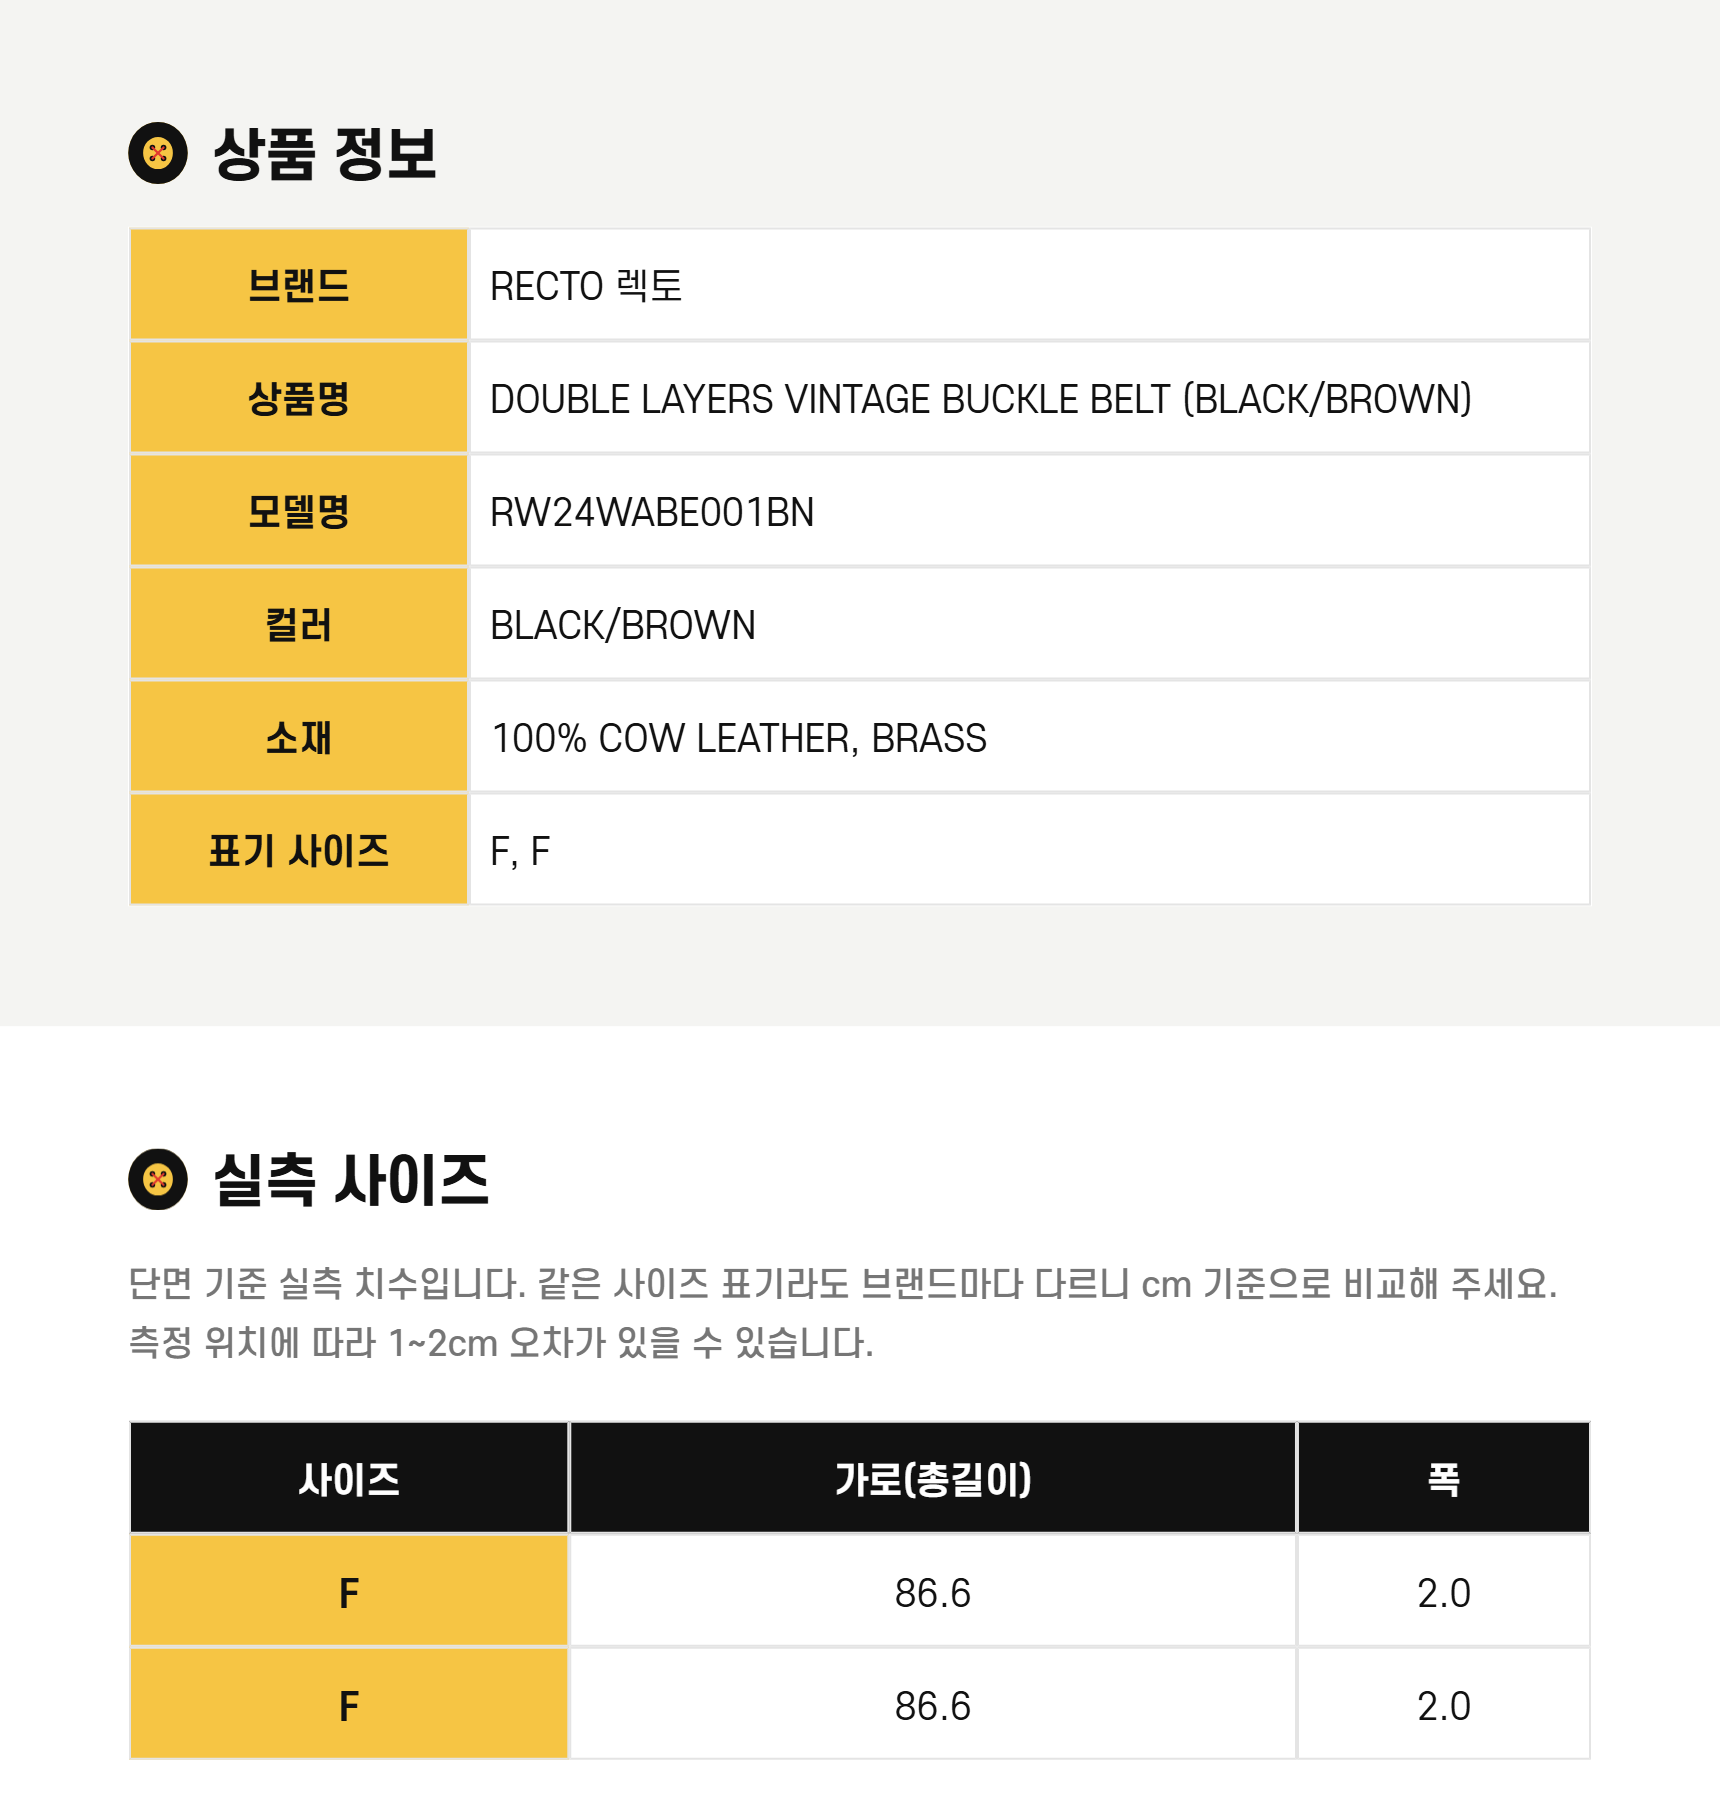 상품 정보
브랜드 RECTO 렉토
상품명 DOUBLE LAYERS VINTAGE BUCKLE BELT (BLACK/BROWN)
모델명 RW24WABE001BN
컬러 BLACK/BROWN
소재 100% COW LEATHER, BRASS
표기 사이즈 F, F
실측 사이즈
단면 기준 실측 치수입니다. 같은 사이즈 표기라도 브랜드마다 다르니 cm 기준으로 비교해 주세요.
측정 위치에 따라 1~2cm 오차가 있을 수 있습니다.
사이즈 가로(총길이) 폭
F 86.6 2.0
F 86.6 2.0